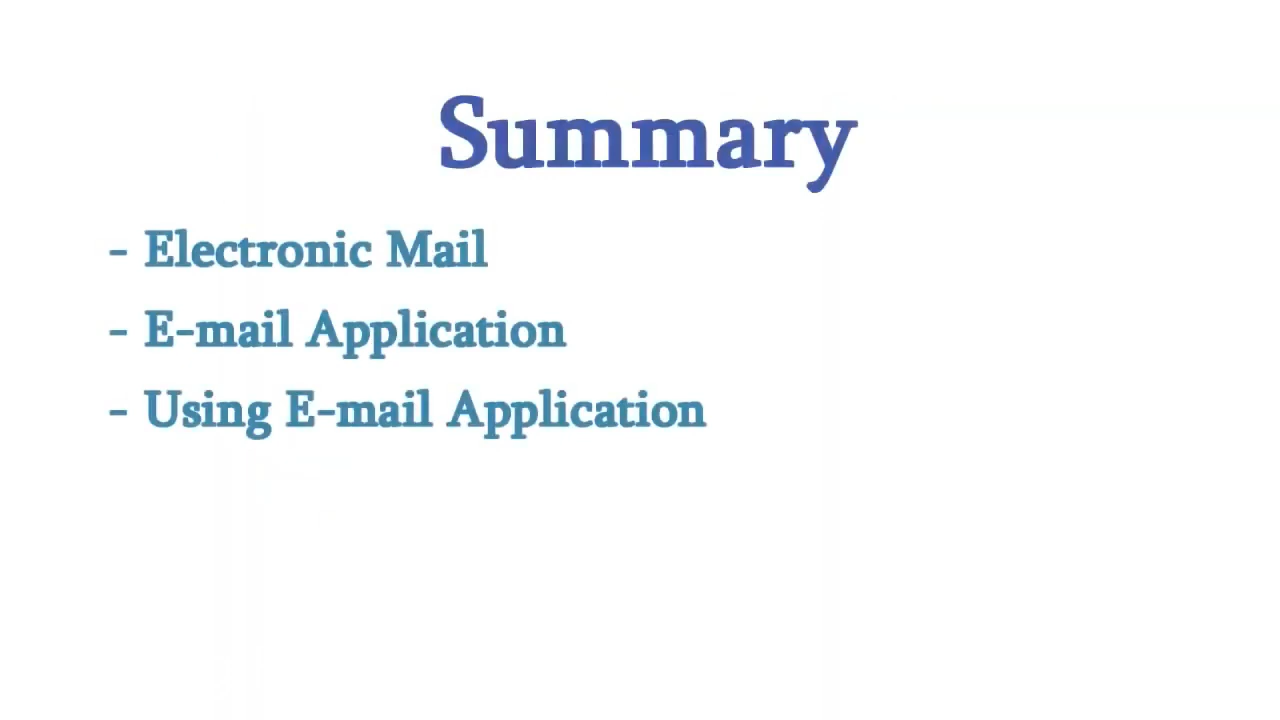 Summary
- Electronic Mail
- E-mail Application
- Using E-mail Application